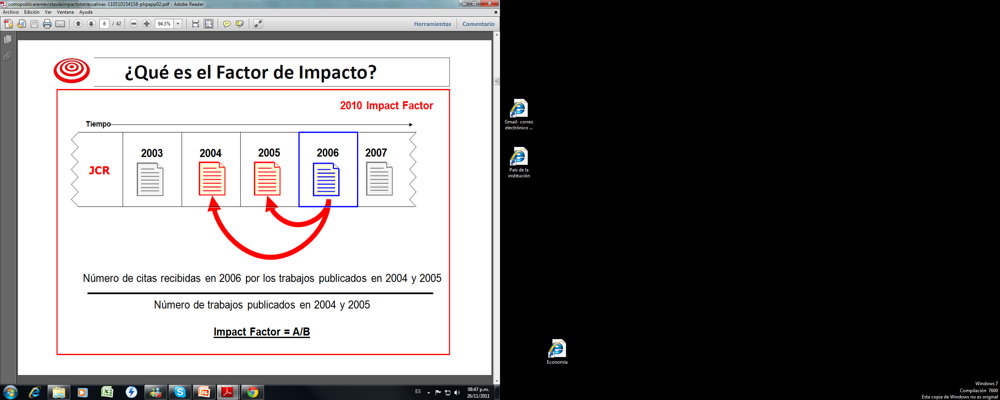 comopublicarenrevistasdeimpactotorressalinas-110510154158-phpapp02.pdf - Adobe Reader
Archivo Edición Ver Ventana Ayuda
6 / 42 94.3% Herramientas Comentario
¿Qué es el Factor de Impacto?
2010 Impact Factor
Tiempo
JCR 2003 2004 2005 2006 2007
Número de citas recibidas en 2006 por los trabajos publicados en 2004 y 2005
Número de trabajos publicados en 2004 y 2005
Impact Factor = A/B
Gmail- correo
electrónico ...
País de la
institución
Economía
ES 08:47 p.m.
26/11/2011
Windows 7
Compilación 7600
Esta copia de Windows no es original